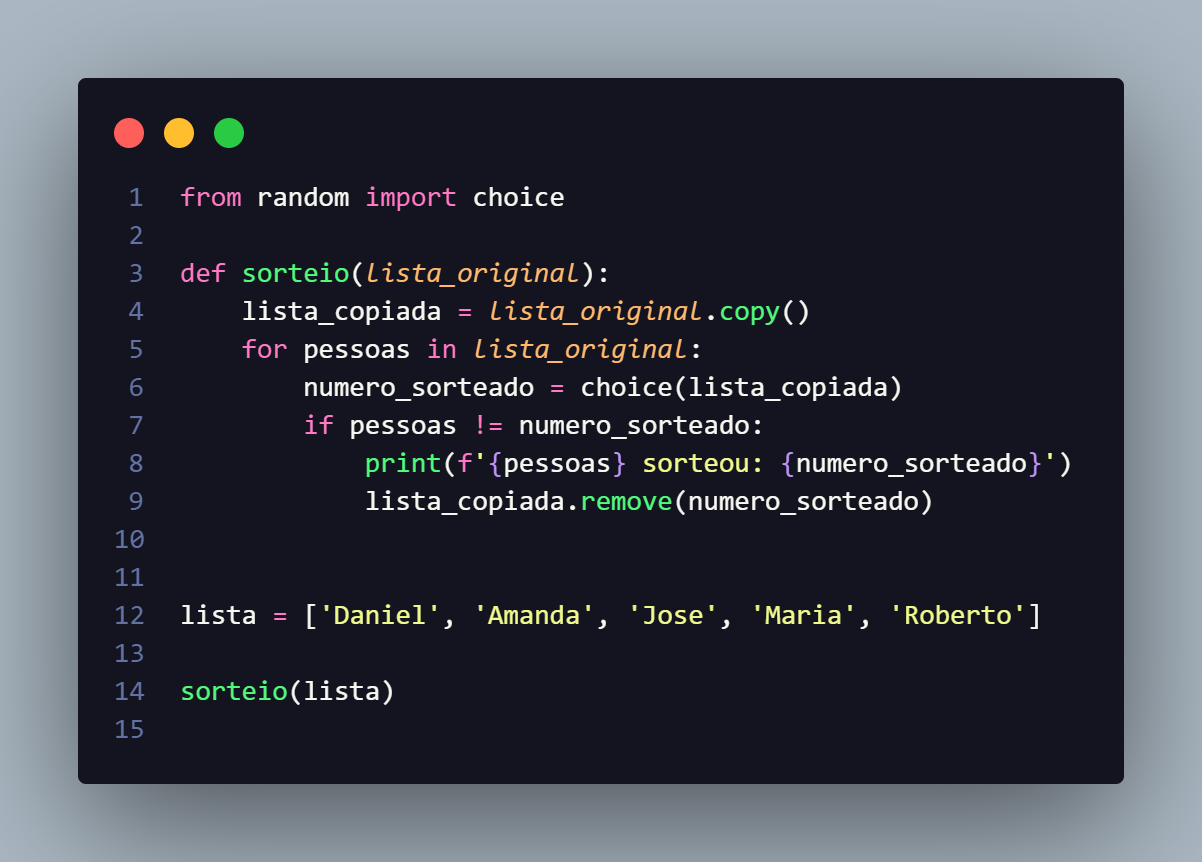 1 from random import choice
2
3 def sorteio(lista_original):
4     lista_copiada = lista_original.copy()
5     for pessoas in lista_original:
6         numero_sorteado = choice(lista_copiada)
7         if pessoas != numero_sorteado:
8             print(f'{pessoas} sorteou: {numero_sorteado}')
9             lista_copiada.remove(numero_sorteado)
10
11
12 lista = ['Daniel', 'Amanda', 'Jose', 'Maria', 'Roberto']
13
14 sorteio(lista)
15